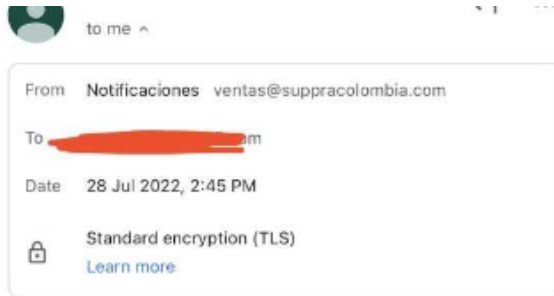 to me
From Notificaciones ventas@suppracolombia.com
To
Date 28 Jul 2022, 2:45 PM
Standard encryption (TLS)
Learn more